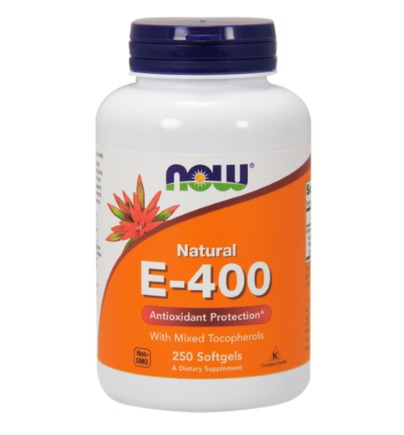 NOW®
Natural
E-400
Antioxidant Protection*
With Mixed Tocopherols
250 Softgels
A Dietary Supplement
Non-
GMO
K